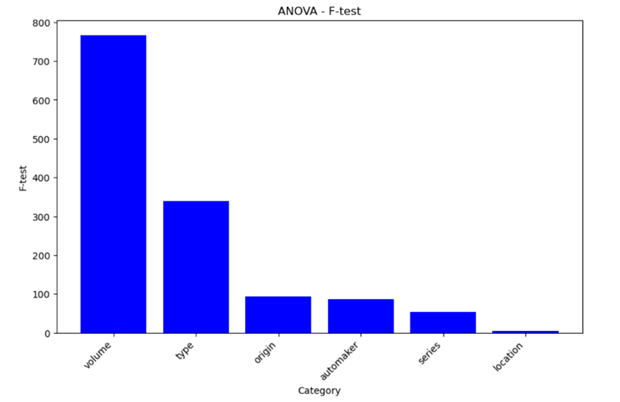 ANOVA - F-test
800
700
600
500
400
300
200
100
0
F-test
volume
type
origin
automaker
series
location
Category